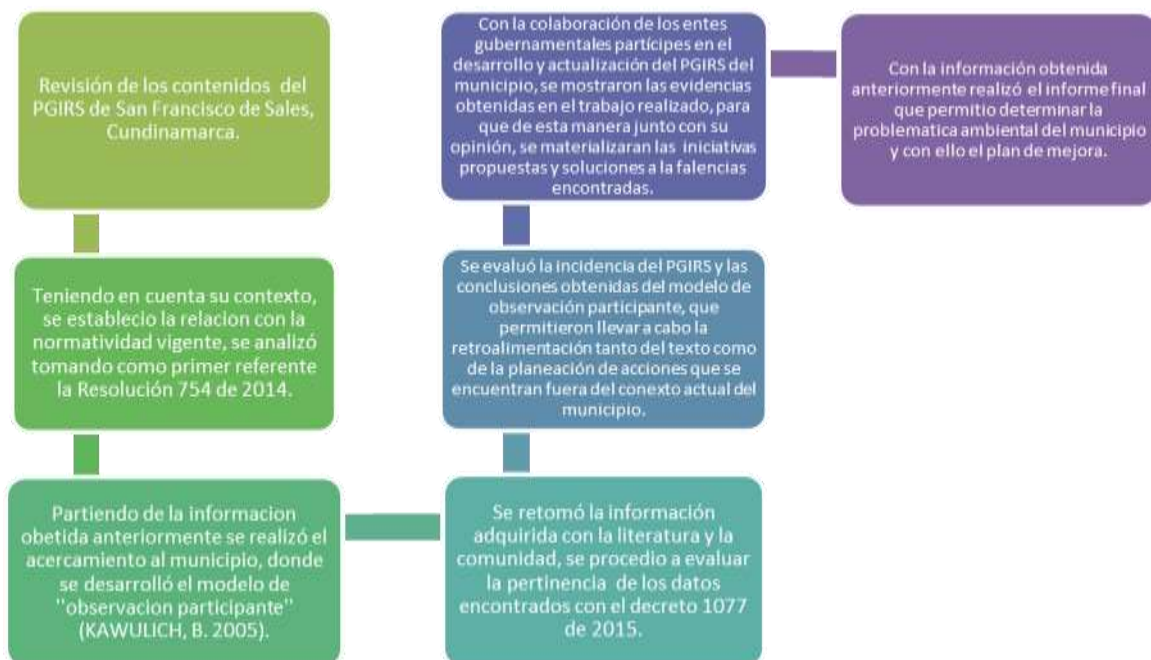 Revisión de los contenidos del
PGIRS de San Francisco de Sales,
Cundinamarca.
Teniendo en cuenta su contexto,
se establecio la relacion con la
normatividad vigente, se analizó
tomando como primer referente
la Resolución 754 de 2014.
Partiendo de la informacion
obetida anteriormente se realizó el
acercamiento al municipio, donde
se desarrolló el modelo de
"observacion participante"
(KAWULICH, B. 2005).
Se retomó la información
adquirida con la literatura y la
comunidad, se procedio a evaluar
la pertinencia de los datos
encontrados con el decreto 1077
de 2015.
Se evaluó la incidencia del PGIRS y las
conclusiones obtenidas del modelo de
observación participante, que
permitieron llevar a cabo la
retroalimentación tanto del texto como
de la planeación de acciones que se
encuentran fuera del conexto actual del
municipio.
Con la colaboración de los entes
gubernamentales partícipes en el
desarrollo y actualización del PGIRS del
municipio, se mostraron las evidencias
obtenidas en el trabajo realizado, para
que de esta manera junto con su
opinión, se materializaran las iniciativas
propuestas y soluciones a la falencias
encontradas.
Con la información obtenida
anteriormente realizó el informe final
que permitio determinar la
problematica ambiental del municipio
y con ello el plan de mejora.